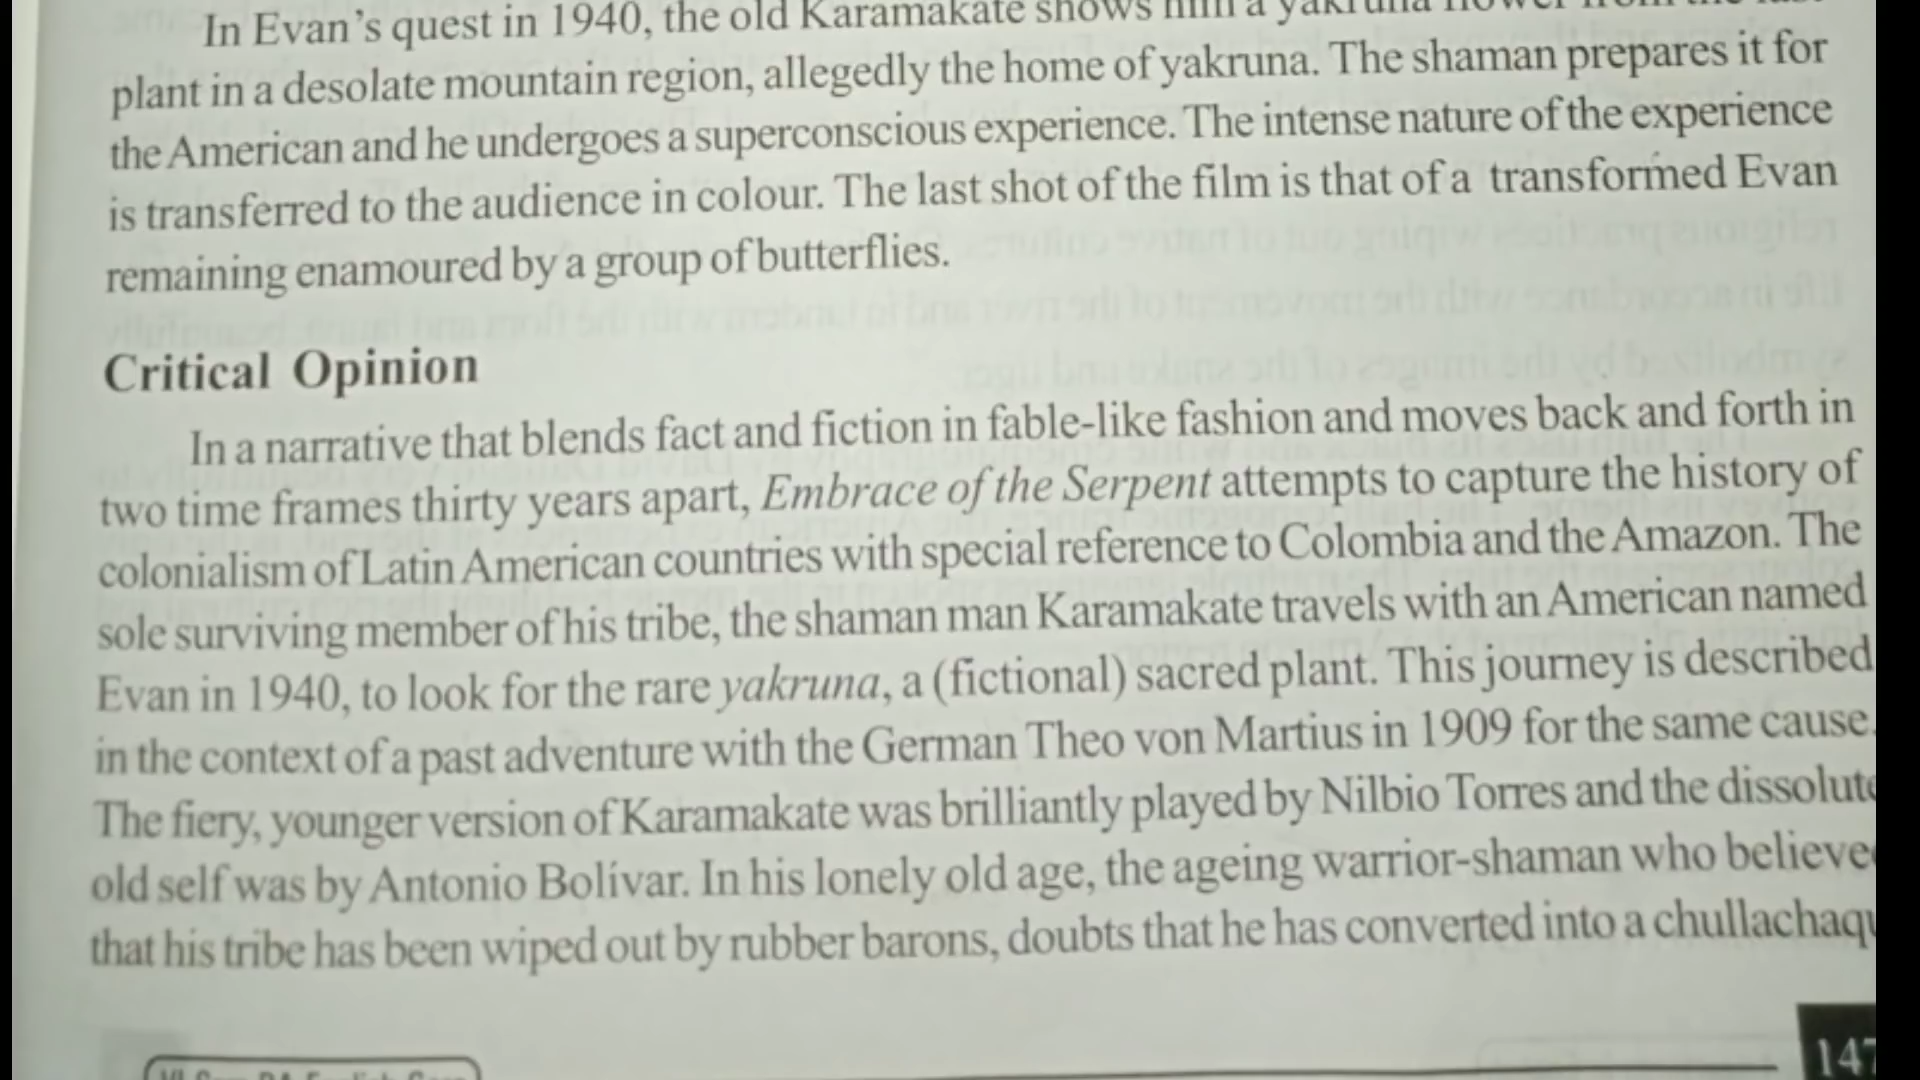 In Evan's quest in 1940, the old Karamakate shows him a yakruna flower from the last
plant in a desolate mountain region, allegedly the home of yakruna. The shaman prepares it for
the American and he undergoes a superconscious experience. The intense nature of the experience
is transferred to the audience in colour. The last shot of the film is that of a transformed Evan
remaining enamoured by a group of butterflies.
Critical Opinion
In a narrative that blends fact and fiction in fable-like fashion and moves back and forth in
two time frames thirty years apart, Embrace of the Serpent attempts to capture the history of
colonialism of Latin American countries with special reference to Colombia and the Amazon. The
sole surviving member of his tribe, the shaman man Karamakate travels with an American named
Evan in 1940, to look for the rare yakruna, a (fictional) sacred plant. This journey is described
in the context of a past adventure with the German Theo von Martius in 1909 for the same cause.
The fiery, younger version of Karamakate was brilliantly played by Nilbio Torres and the dissolute
old self was by Antonio Bolívar. In his lonely old age, the ageing warrior-shaman who believe
that his tribe has been wiped out by rubber barons, doubts that he has converted into a chullachaqu
147